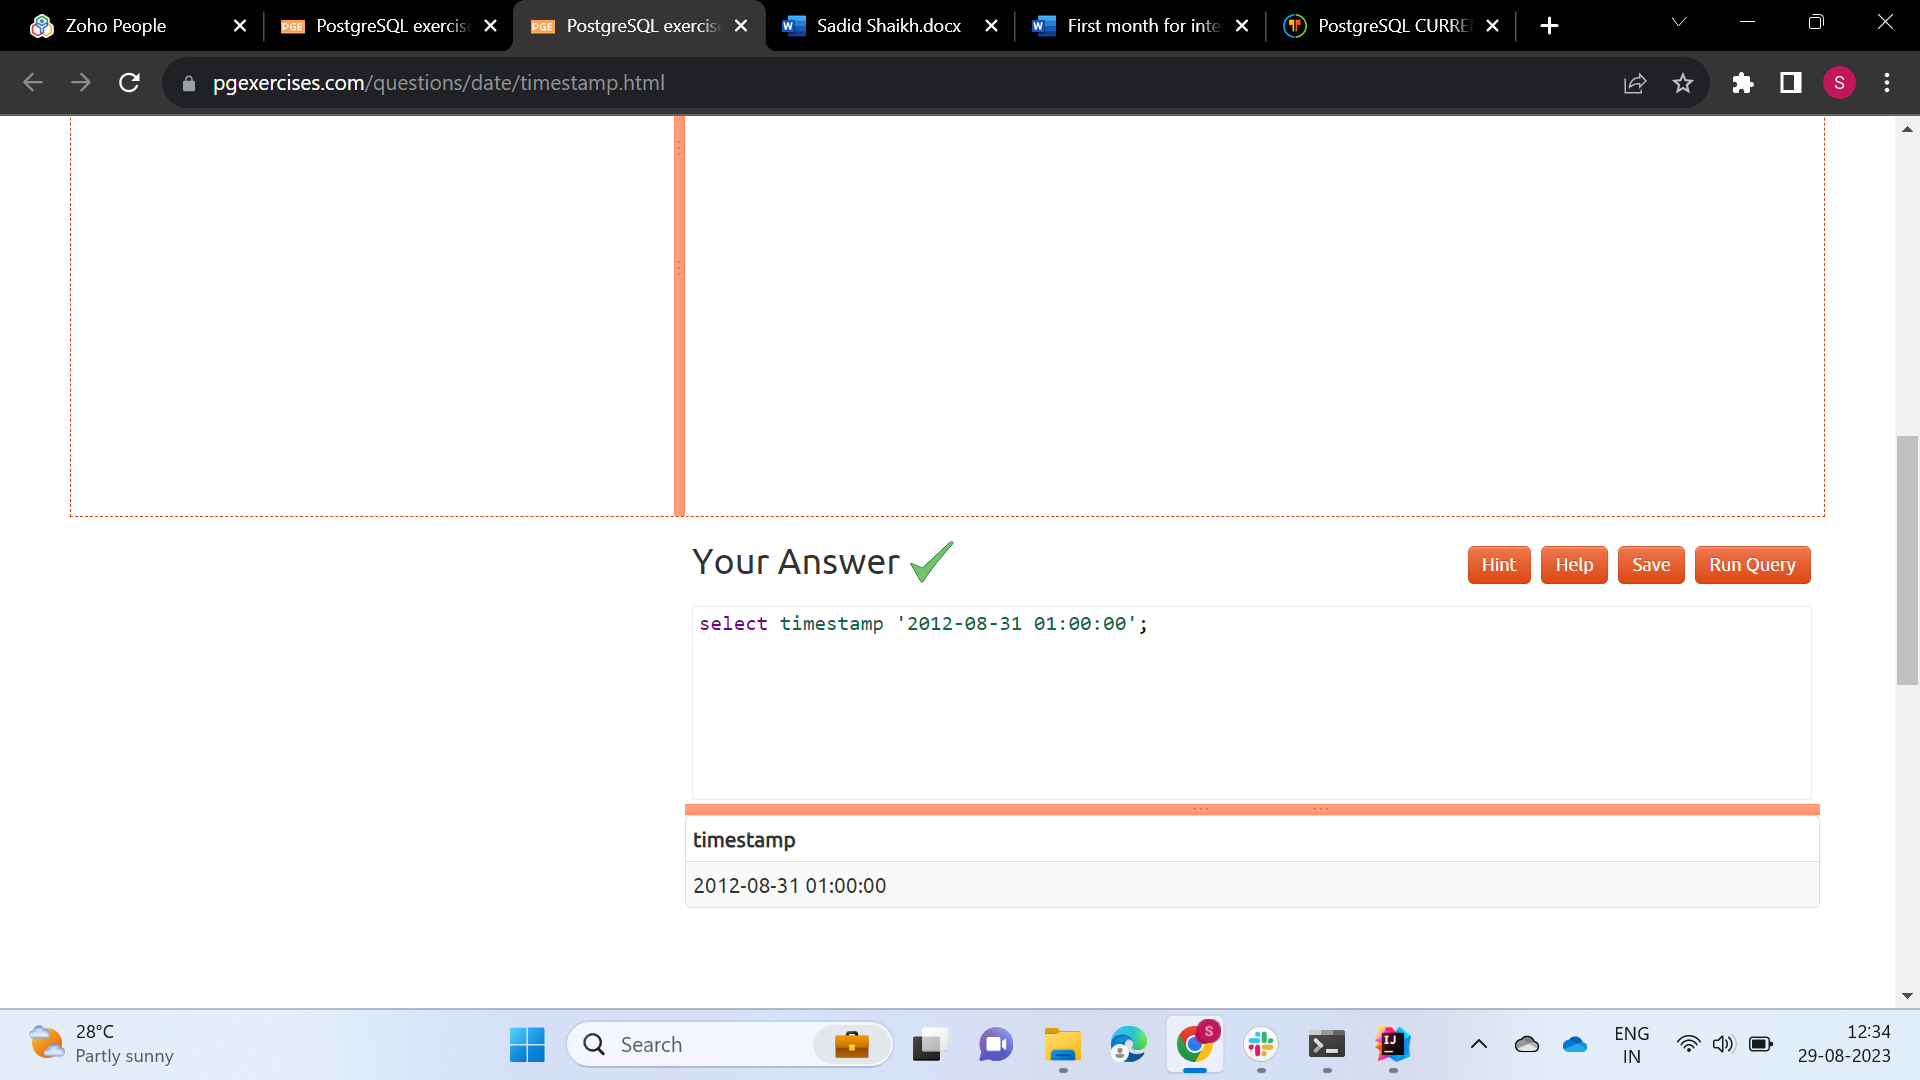 Zoho People
PGE PostgreSQL exercis
PGE PostgreSQL exercis
W Sadid Shaikh.docx
W First month for inte
PostgreSQL CURRE
pgexercises.com/questions/date/timestamp.html
S
Your Answer
Hint
Help
Save
Run Query
select timestamp '2012-08-31 01:00:00';
timestamp
2012-08-31 01:00:00
28°C
Partly sunny
Search
S
IJ
ENG
IN
12:34
29-08-2023